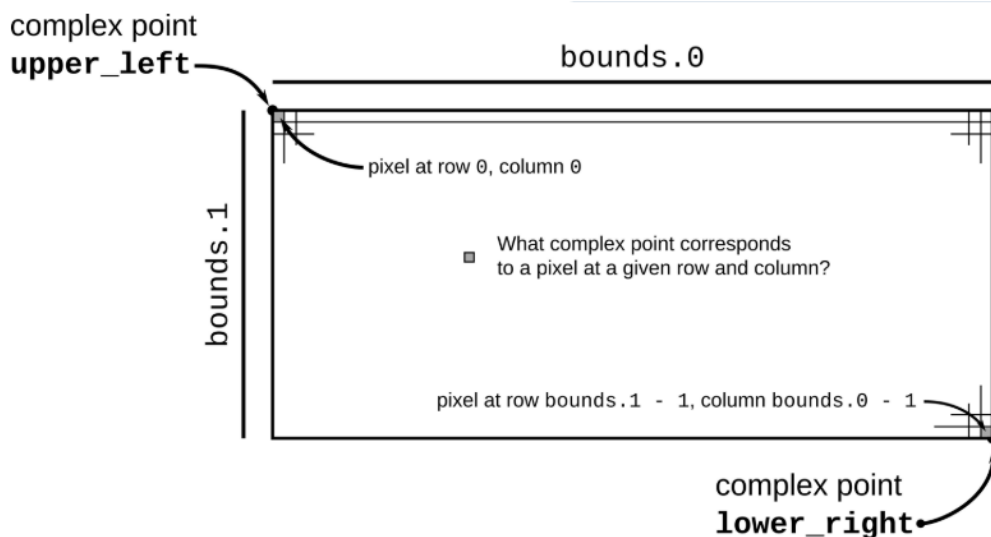 complex point
upper_left
bounds.0
pixel at row 0, column 0
bounds.1
What complex point corresponds
to a pixel at a given row and column?
pixel at row bounds.1 - 1, column bounds.0 - 1
complex point
lower_right